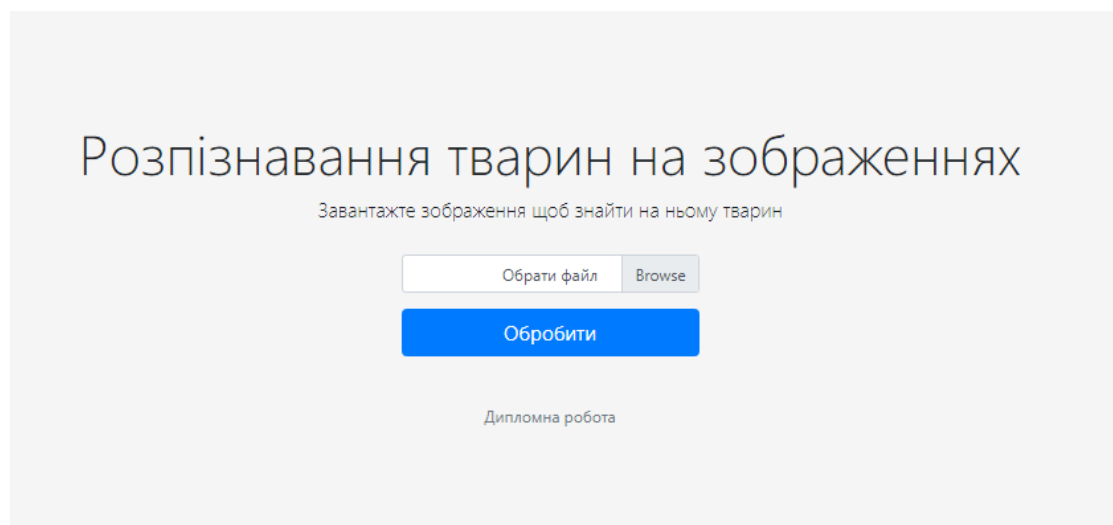 Розпізнавання тварин на зображеннях
Завантажте зображення щоб знайти на ньому тварин
Обрати файл Browse
Обробити
Дипломна робота